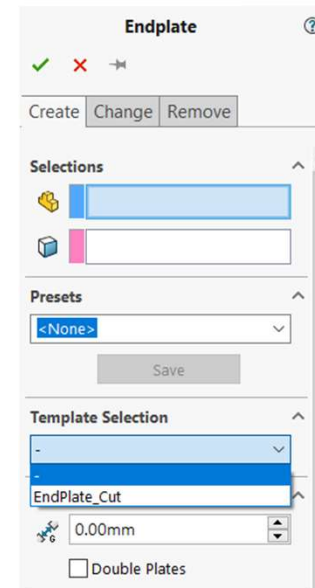 Endplate
Create Change Remove
Selections
Presets
<None>
Save
Template Selection
-
-
EndPlate_Cut
G 0.00mm
Double Plates